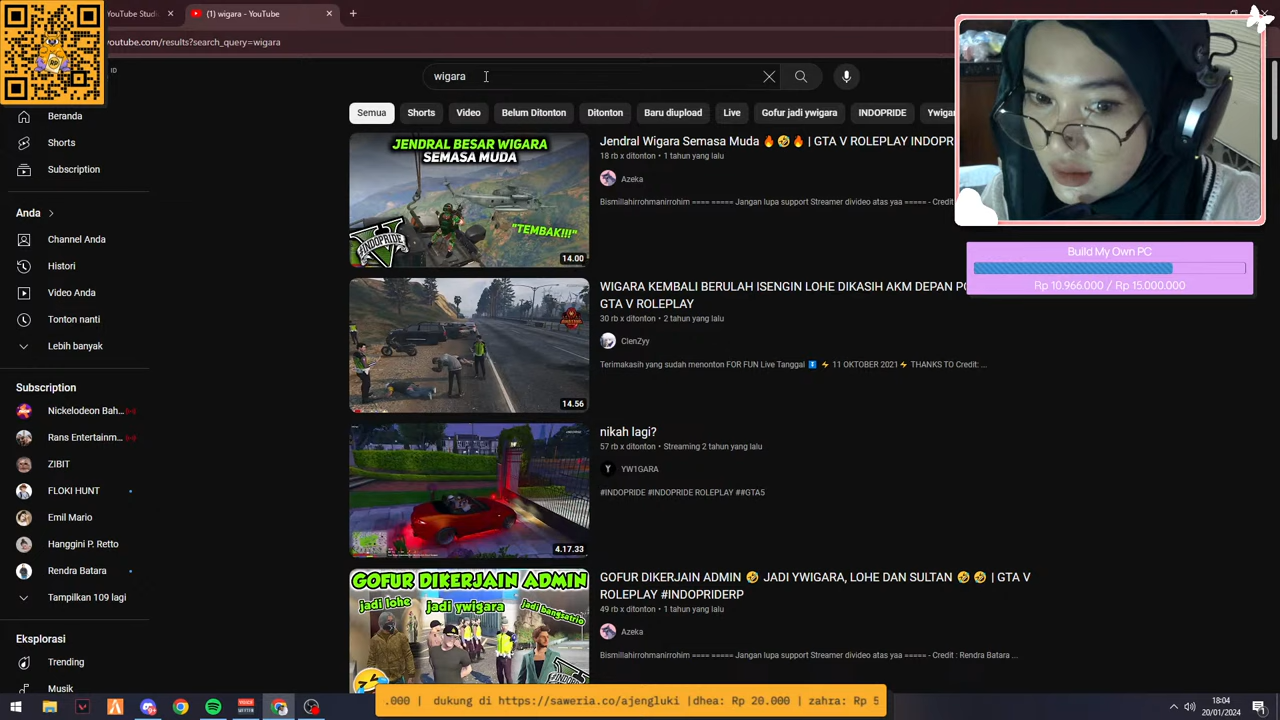 YouTube Stud
(1) wigara - YouTube
outube.com/results?search_query=wigara
ID
wigara
Semua
Shorts
Video
Belum Ditonton
Ditonton
Baru diupload
Live
Gofur jadi ywigara
INDOPRIDE
Ywigar
Beranda
Shorts
Subscription
Anda
Channel Anda
Histori
Video Anda
Tonton nanti
Lebih banyak
Subscription
Nickelodeon Bah...
Rans Entertainm...
ZIBIT
FLOKI HUNT
Emil Mario
Hanggini P. Retto
Rendra Batara
Tampilkan 109 lagi
Eksplorasi
Trending
Musik
JENDRAL BESAR WIGARA
SEMASA MUDA
"TEMBAK!!!"
INDOPRIDE
14.00
Jendral Wigara Semasa Muda 🔥🤣🔥 | GTA V ROLEPLAY INDOPR
18 rb x ditonton • 1 tahun yang lalu
Azeka
Bismillahirrohmanirrohim ==== ===== Jangan lupa support Streamer divideo atas yaa ===== - Credit
14.56
WIGARA KEMBALI BERULAH ISENGIN LOHE DIKASIH AKM DEPAN PO
GTA V ROLEPLAY
30 rb x ditonton • 2 tahun yang lalu
ClenZyy
Terimakasih yang sudah menonton FOR FUN Live Tanggal ⚡ 11 OKTOBER 2021⚡ THANKS TO Credit: ...
4.17.33
nikah lagi?
57 rb x ditonton • Streaming 2 tahun yang lalu
Y
YW1GARA
#INDOPRIDE #INDOPRIDE ROLEPLAY ##GTA5
GOFUR DIKERJAIN ADMIN
jadi lohe
jadi ywigara
jadi bangsatrio
GOFUR DIKERJAIN ADMIN 🤣 JADI YWIGARA, LOHE DAN SULTAN 🤣 🤣 | GTA V
ROLEPLAY #INDOPRIDERP
49 rb x ditonton • 1 tahun yang lalu
Azeka
Bismillahirrohmanirrohim ==== ===== Jangan lupa support Streamer divideo atas yaa ===== - Credit : Rendra Batara ...
Build My Own PC
Rp 10.966.000 / Rp 15.000.000
.000 | dukung di https://saweria.co/ajengluki |dhea: Rp 20.000 | zahra: Rp 5
18:04
20/01/2024